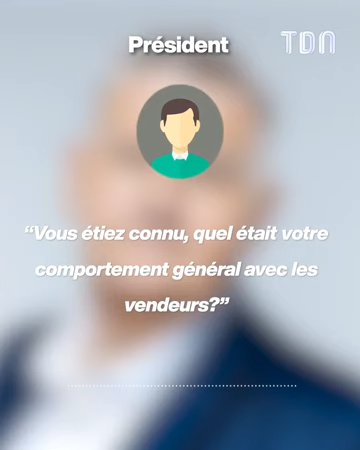 Président
TDN
“Vous étiez connu, quel était votre
comportement général avec les
vendeurs?”